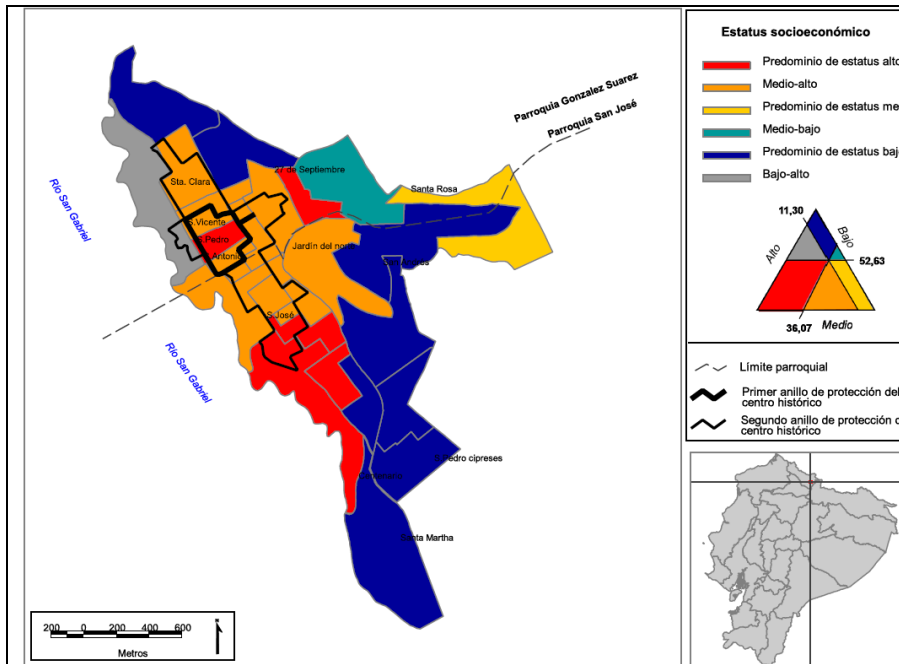 Estatus socioeconómico
Predominio de estatus alto
Medio-alto
Predominio de estatus me
Medio-bajo
Predominio de estatus baj
Bajo-alto
11,30
Alto
Bajo
52,63
36,07
Medio
Límite parroquial
Primer anillo de protección del
centro histórico
Segundo anillo de protección d
centro histórico
Parroquia Gonzalez Suarez
Parroquia San José
27 de Septiembre
Santa Rosa
Sta. Clara
S.Vicente
S.Pedro
Antonio
Jardín del norte
S.José
Río San Gabriel
Río San Gabriel
Pedro cipreses
Santa Martha
200 0 200 400 600
Metros